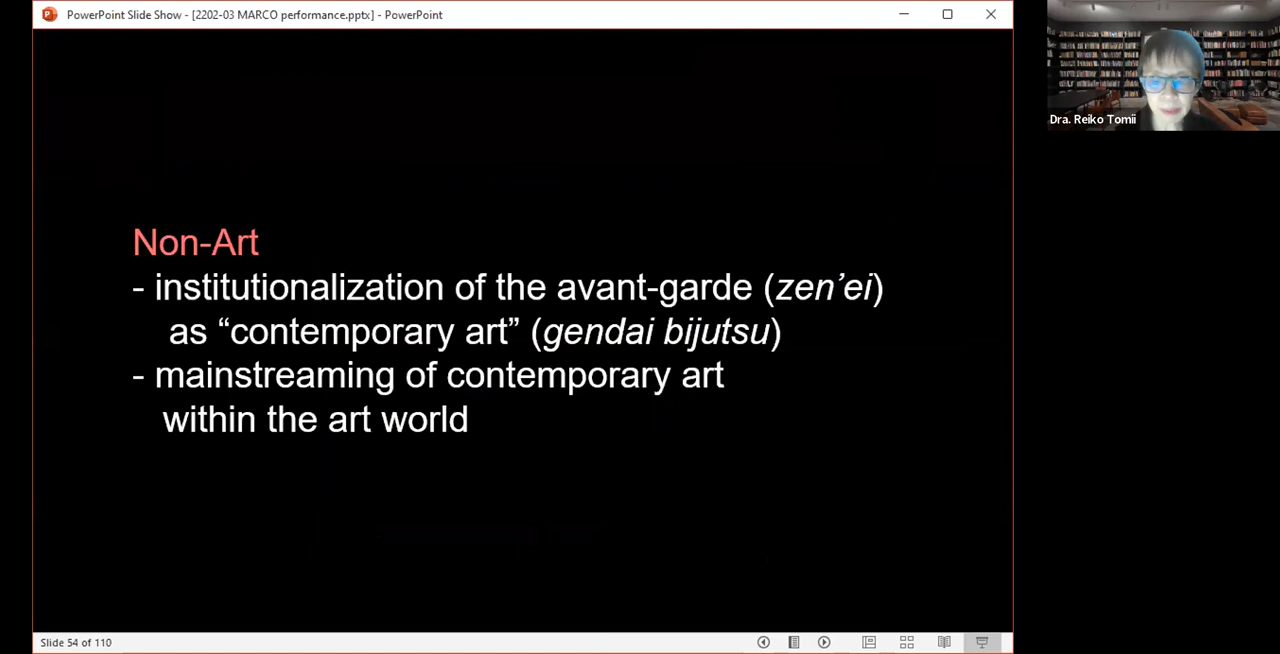 PowerPoint Slide Show - [2202-03 MARCO performance.pptx] - PowerPoint
Dra. Reiko Tomii
Non-Art
- institutionalization of the avant-garde (zen’ei)
as “contemporary art” (gendai bijutsu)
- mainstreaming of contemporary art
within the art world
Slide 54 of 110